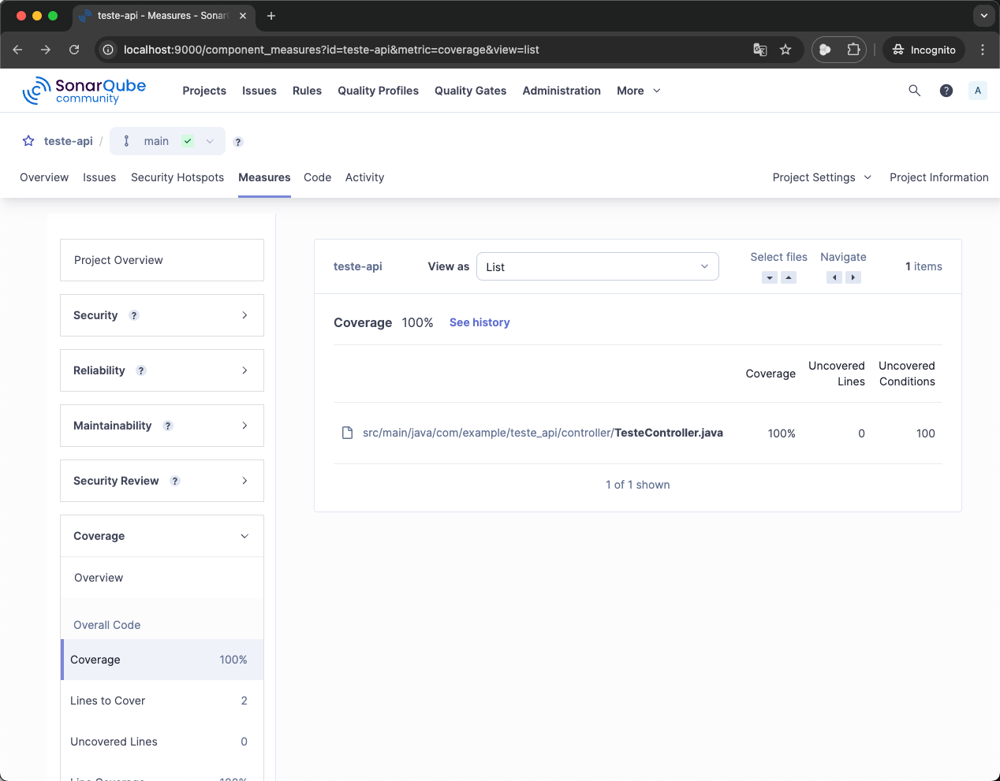 teste-api - Measures - Sonar
localhost:9000/component_measures?id=teste-api&metric=coverage&view=list
Incognito
SonarQube
community
Projects
Issues
Rules
Quality Profiles
Quality Gates
Administration
More
?
A
teste-api / main
?
Overview
Issues
Security Hotspots
Measures
Code
Activity
Project Settings
Project Information
Project Overview
Security ?
Reliability ?
Maintainability ?
Security Review ?
Coverage
Overview
Overall Code
Coverage 100%
Lines to Cover 2
Uncovered Lines 0
Line Coverage 100%
teste-api
View as
List
Select files
Navigate
1 items
Coverage 100% See history
Coverage
Uncovered
Lines
Uncovered
Conditions
src/main/java/com/example/teste_api/controller/TesteController.java 100% 0 100
1 of 1 shown